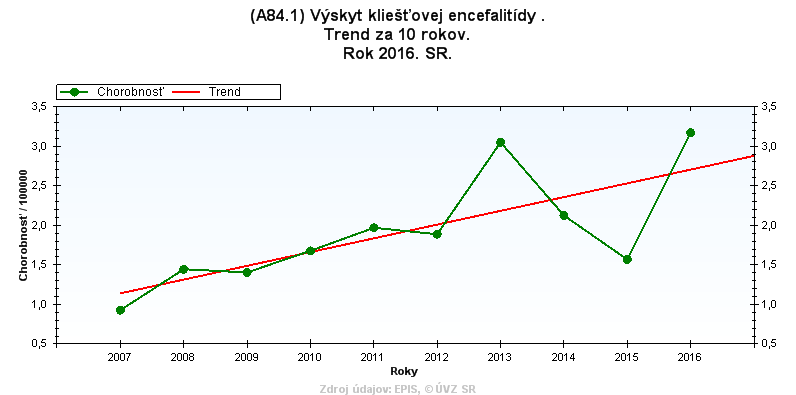 (A84.1) Výskyt kliešťovej encefalitídy .
Trend za 10 rokov.
Rok 2016. SR.
Chorobnosť Trend
3,5 3,5
3,0 3,0
2,5 2,5
2,0 2,0
1,5 1,5
1,0 1,0
0,5 0,5
Chorobnosť / 100000
2007 2008 2009 2010 2011 2012 2013 2014 2015 2016
Roky
Zdroj údajov: EPIS, © ÚVZ SR